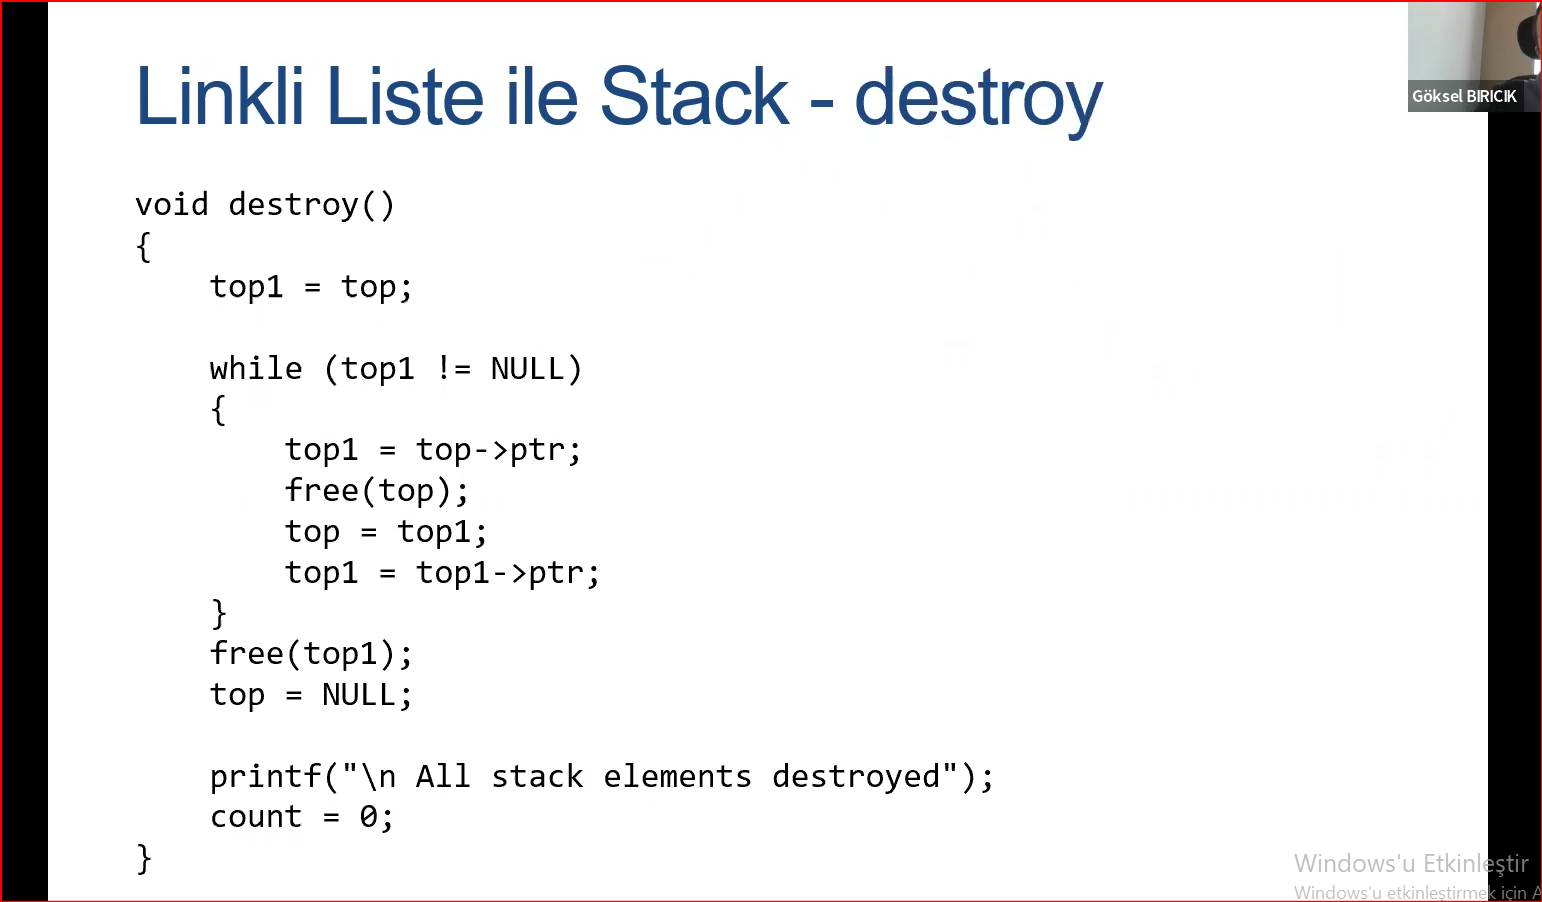 Linkli Liste ile Stack - destroy
Göksel BIRICIK
void destroy()
{
top1 = top;
while (top1 != NULL)
{
top1 = top->ptr;
free(top);
top = top1;
top1 = top1->ptr;
}
free(top1);
top = NULL;
printf("\n All stack elements destroyed");
count = 0;
}
Windows'u Etkinleştir
Windows'u etkinleştirmek için